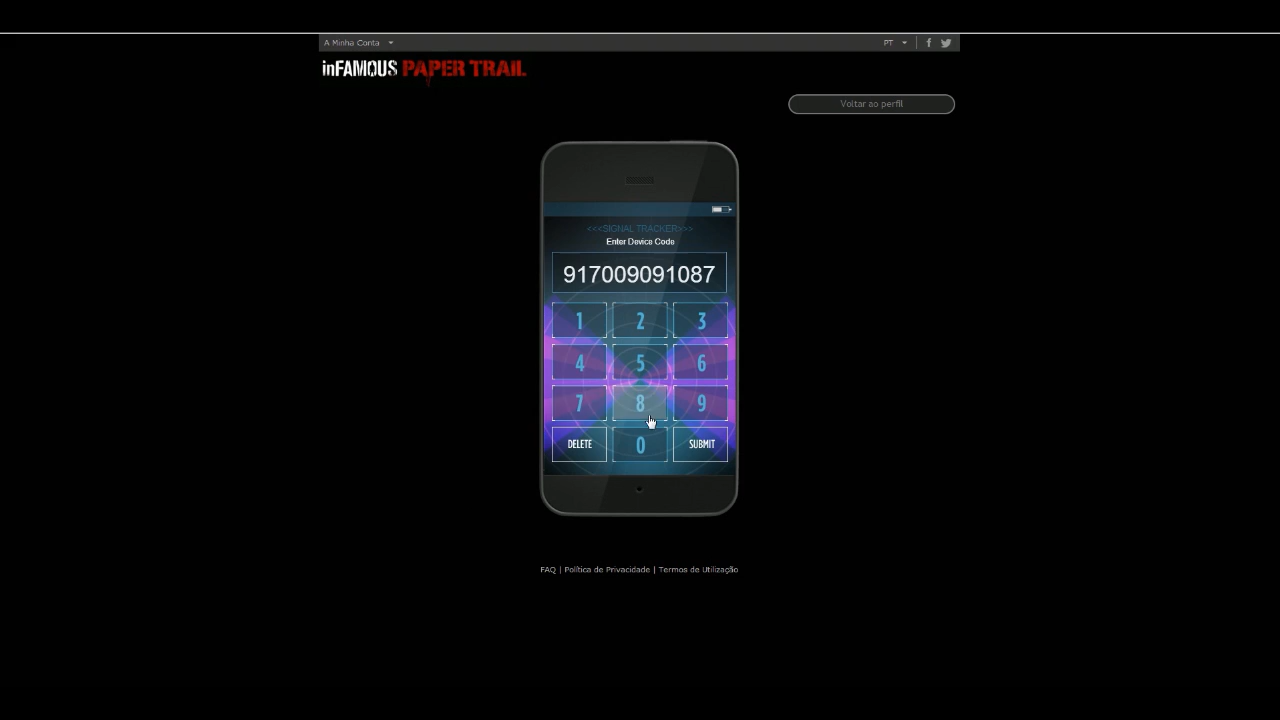 A Minha Conta
PT
inFAMOUS PAPER TRAIL
Voltar ao perfil
<<<SIGNAL TRACKER>>>
Enter Device Code
917009091087
1 2 3
4 5 6
7 8 9
DELETE 0 SUBMIT
FAQ | Política de Privacidade | Termos de Utilização